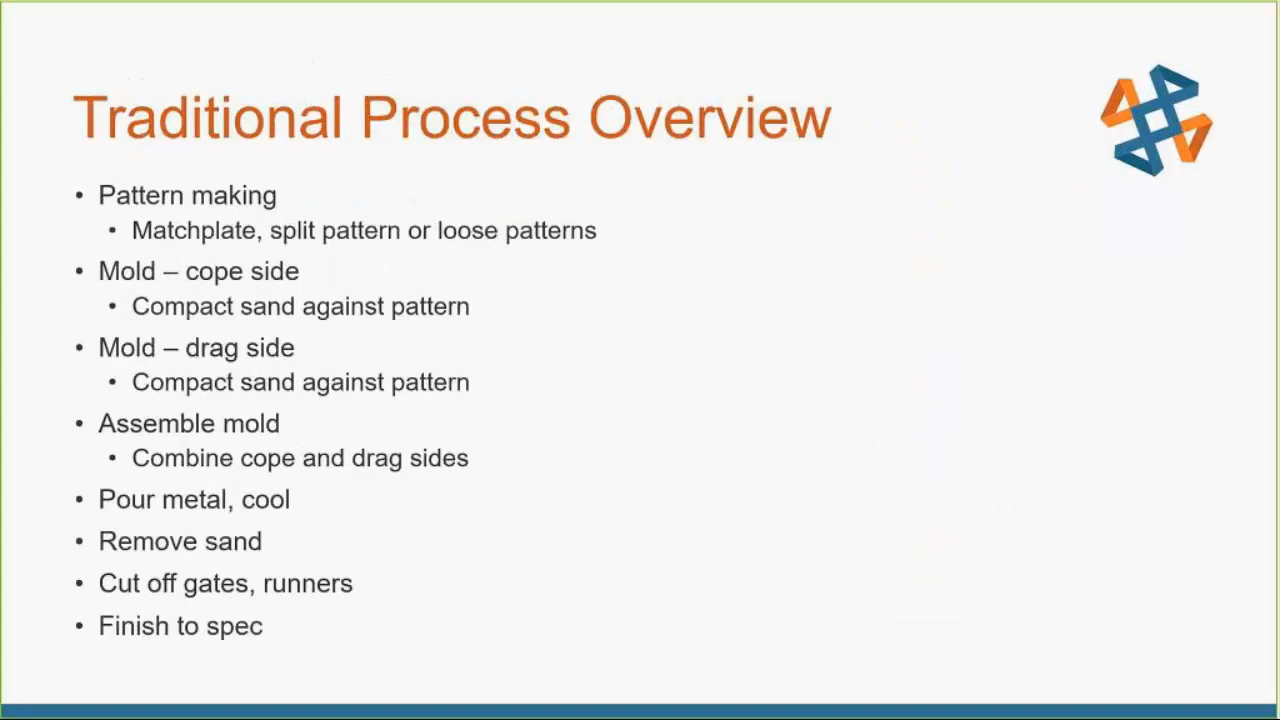 Traditional Process Overview
• Pattern making
• Matchplate, split pattern or loose patterns
• Mold – cope side
• Compact sand against pattern
• Mold – drag side
• Compact sand against pattern
• Assemble mold
• Combine cope and drag sides
• Pour metal, cool
• Remove sand
• Cut off gates, runners
• Finish to spec